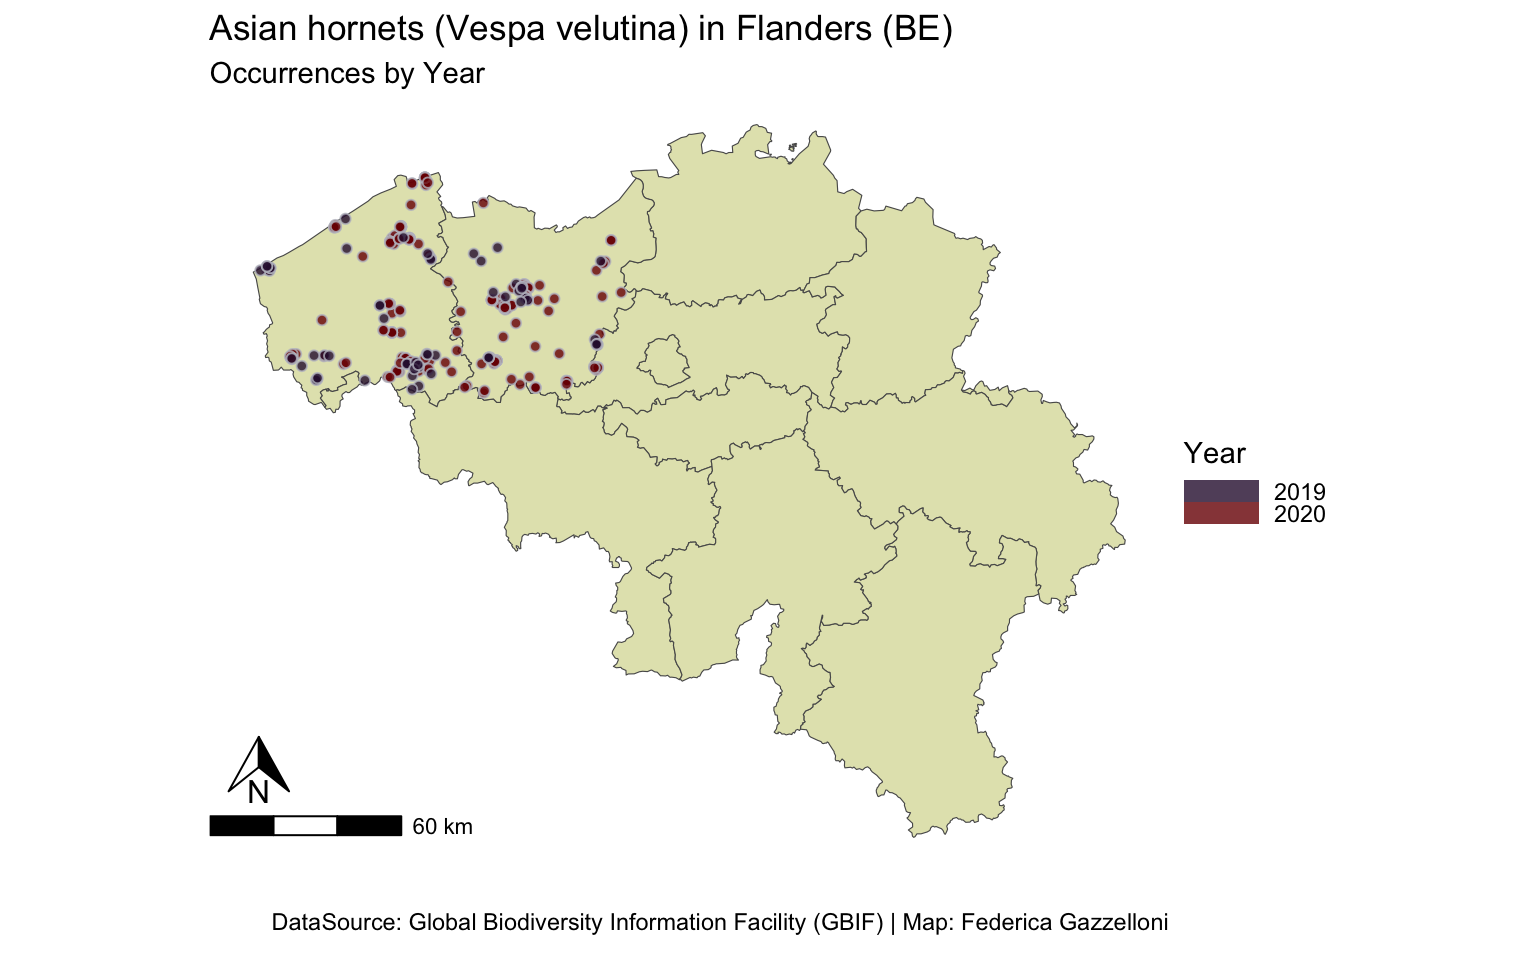 Asian hornets (Vespa velutina) in Flanders (BE)
Occurrences by Year
Year
2019
2020
N
60 km
DataSource: Global Biodiversity Information Facility (GBIF) | Map: Federica Gazzelloni